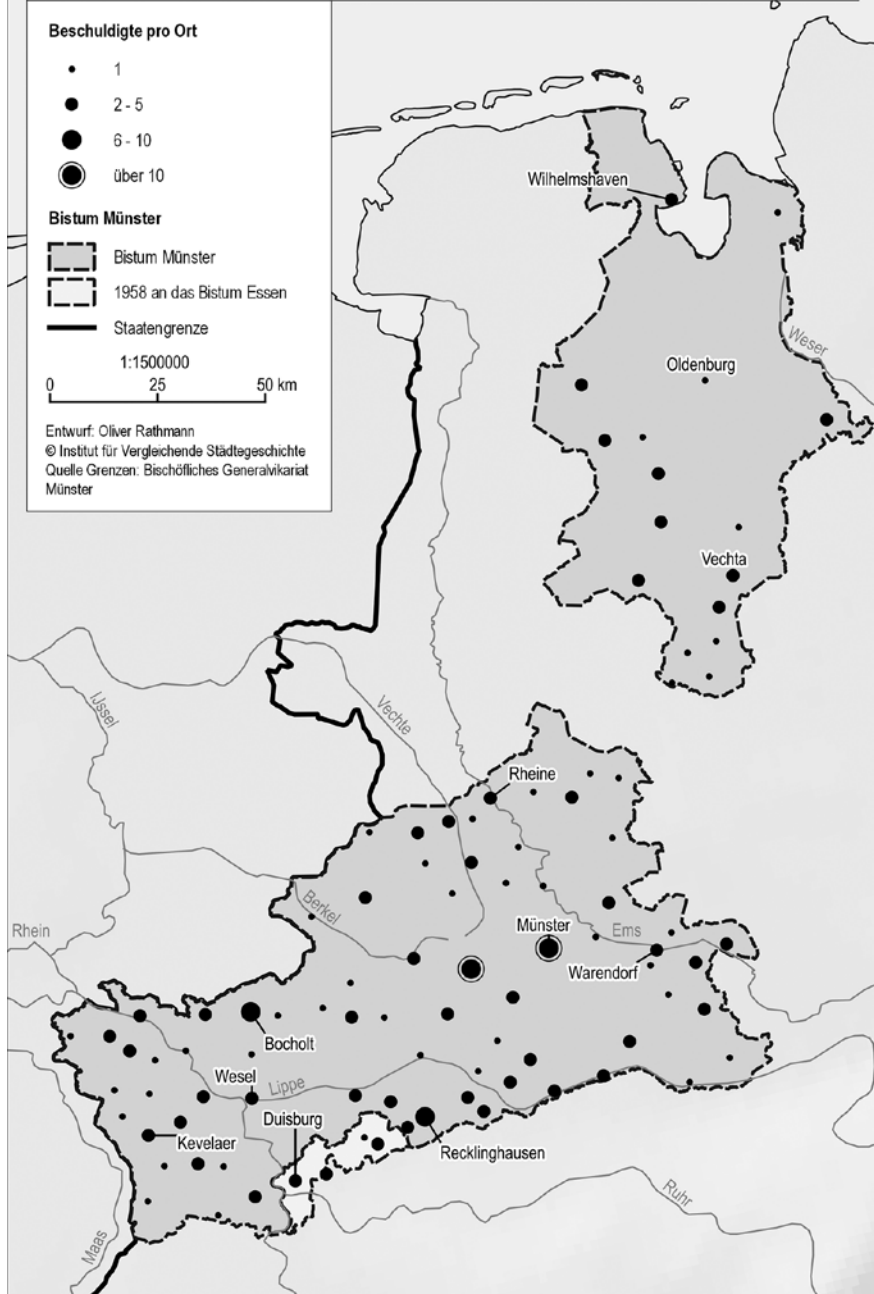 Beschuldigte pro Ort
1
2 - 5
6 - 10
über 10
Bistum Münster
Bistum Münster
1958 an das Bistum Essen
Staatengrenze
1:1500000
0 25 50 km
Entwurf: Oliver Rathmann
© Institut für Vergleichende Städtegeschichte
Quelle Grenzen: Bischöfliches Generalvikariat
Münster
Wilhelmshaven
Weser
Oldenburg
Vechta
IJssel
Vechte
Rheine
Berkel
Rhein
Münster
Ems
Warendorf
Bocholt
Wesel
Lippe
Duisburg
Kevelaer
Recklinghausen
Ruhr
Maas